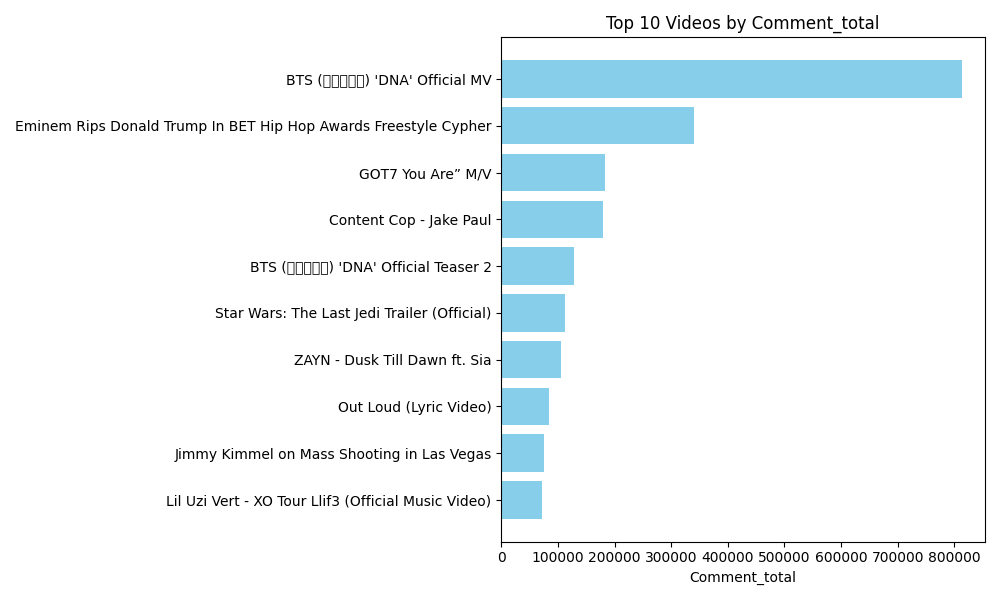 Top 10 Videos by Comment_total
BTS () 'DNA' Official MV
Eminem Rips Donald Trump In BET Hip Hop Awards Freestyle Cypher
GOT7 You Are” M/V
Content Cop - Jake Paul
BTS () 'DNA' Official Teaser 2
Star Wars: The Last Jedi Trailer (Official)
ZAYN - Dusk Till Dawn ft. Sia
Out Loud (Lyric Video)
Jimmy Kimmel on Mass Shooting in Las Vegas
Lil Uzi Vert - XO Tour Llif3 (Official Music Video)
0 100000 200000 300000 400000 500000 600000 700000 800000
Comment_total